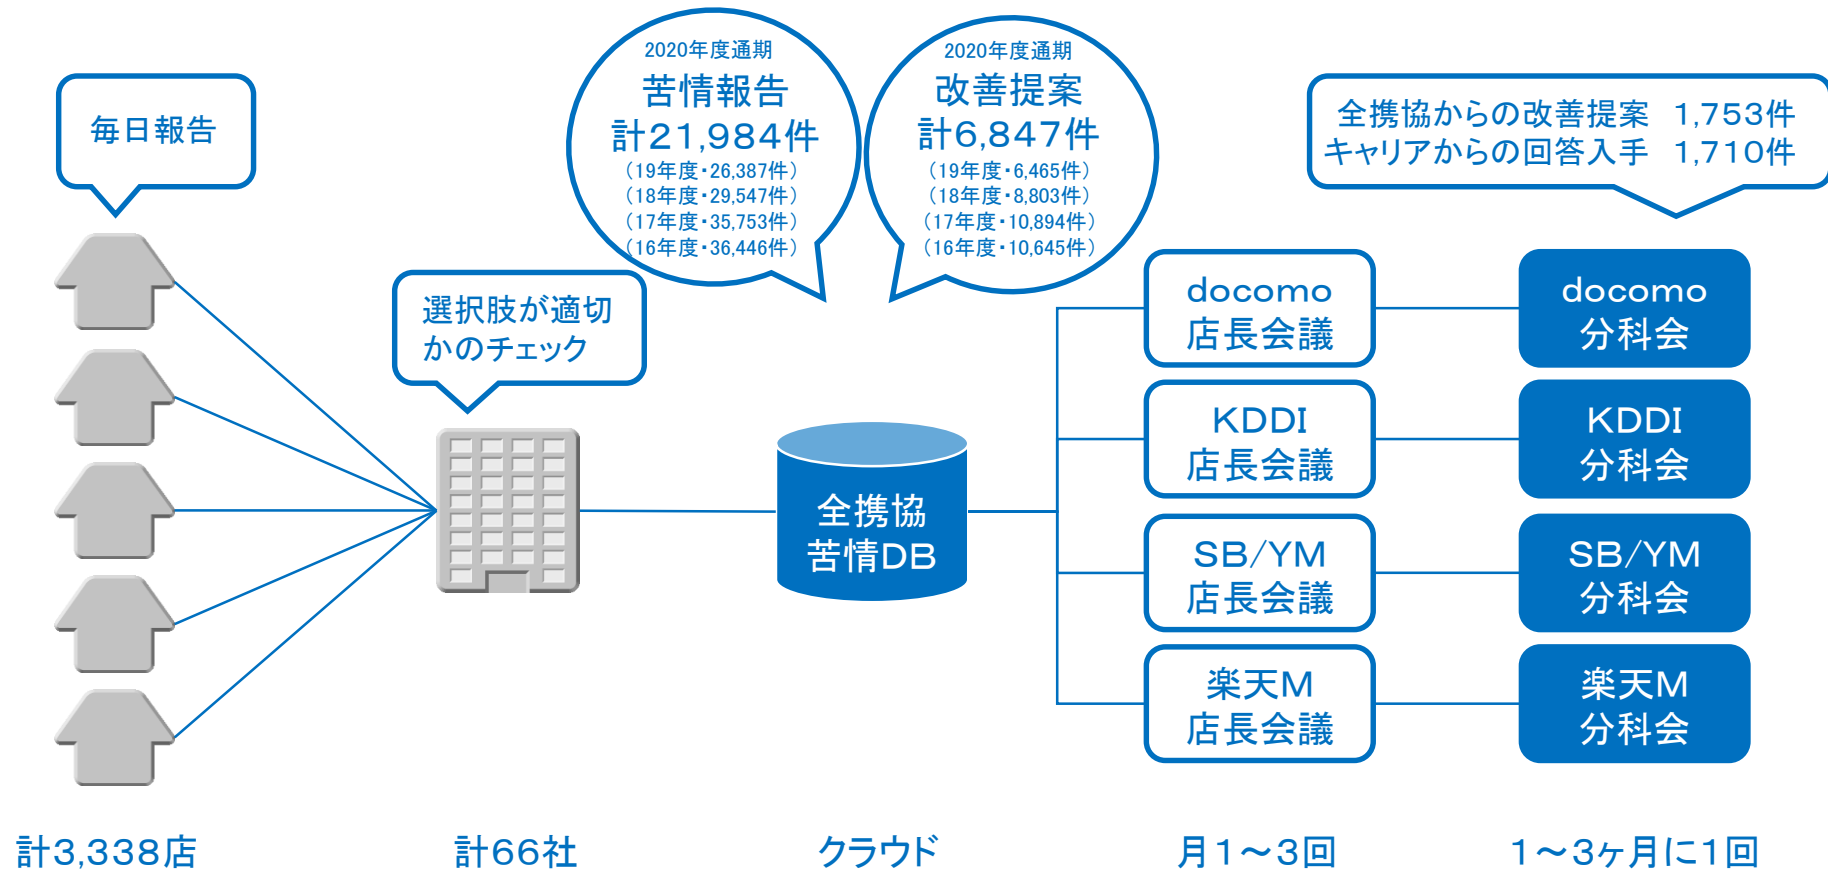 毎日報告
選択肢が適切
かのチェック
2020年度通期
苦情報告
計21,984件
（19年度・26,387件）
（18年度・29,547件）
（17年度・35,753件）
（16年度・36,446件）
2020年度通期
改善提案
計6,847件
（19年度・6,465件）
（18年度・8,803件）
（17年度・10,894件）
（16年度・10,645件）
全携協からの改善提案　1,753件
キャリアからの回答入手　1,710件
全携協
苦情DB
docomo
店長会議
docomo
分科会
KDDI
店長会議
KDDI
分科会
SB/YM
店長会議
SB/YM
分科会
楽天M
店長会議
楽天M
分科会
計3,338店
計66社
クラウド
月1～3回
1～3ヶ月に1回